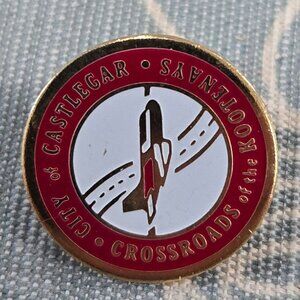 CITY of CASTLEGAR •
CROSSROADS of the KOOTENAYS •